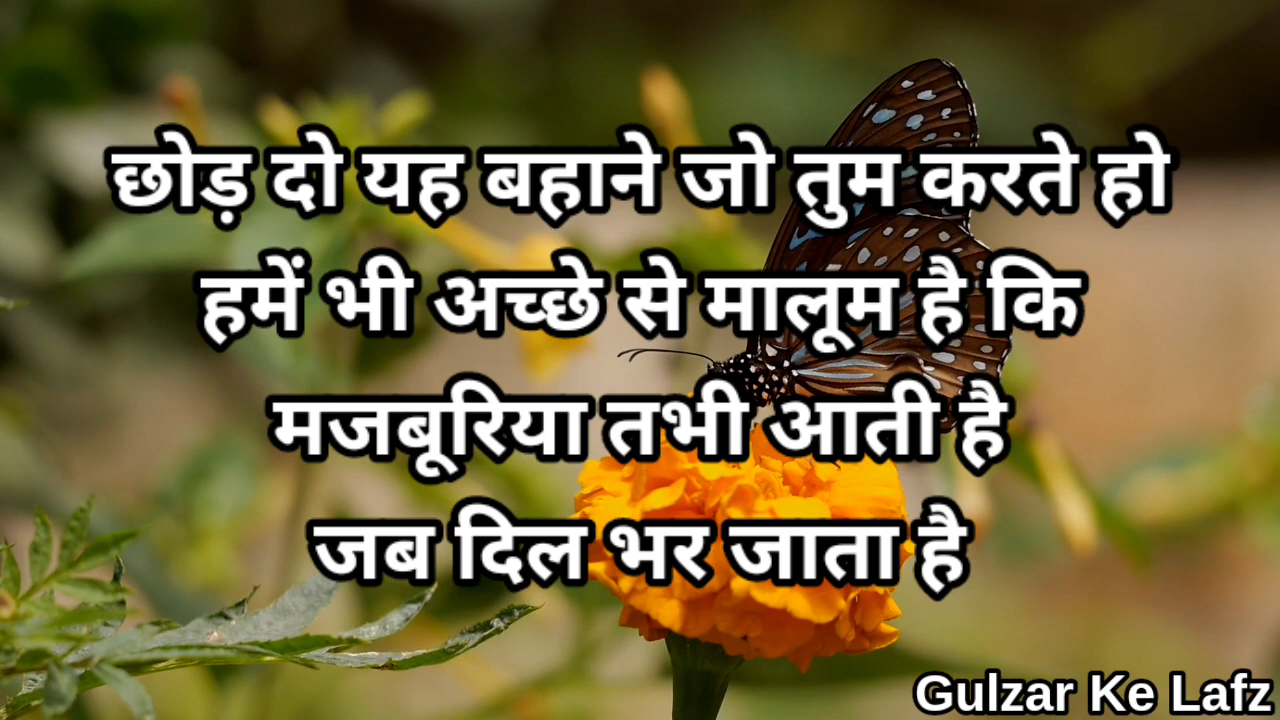 छोड़ दो यह बहाने जो तुम करते हो
हमें भी अच्छे से मालूम है कि
मजबूरिया तभी आती है
जब दिल भर जाता है
Gulzar Ke Lafz